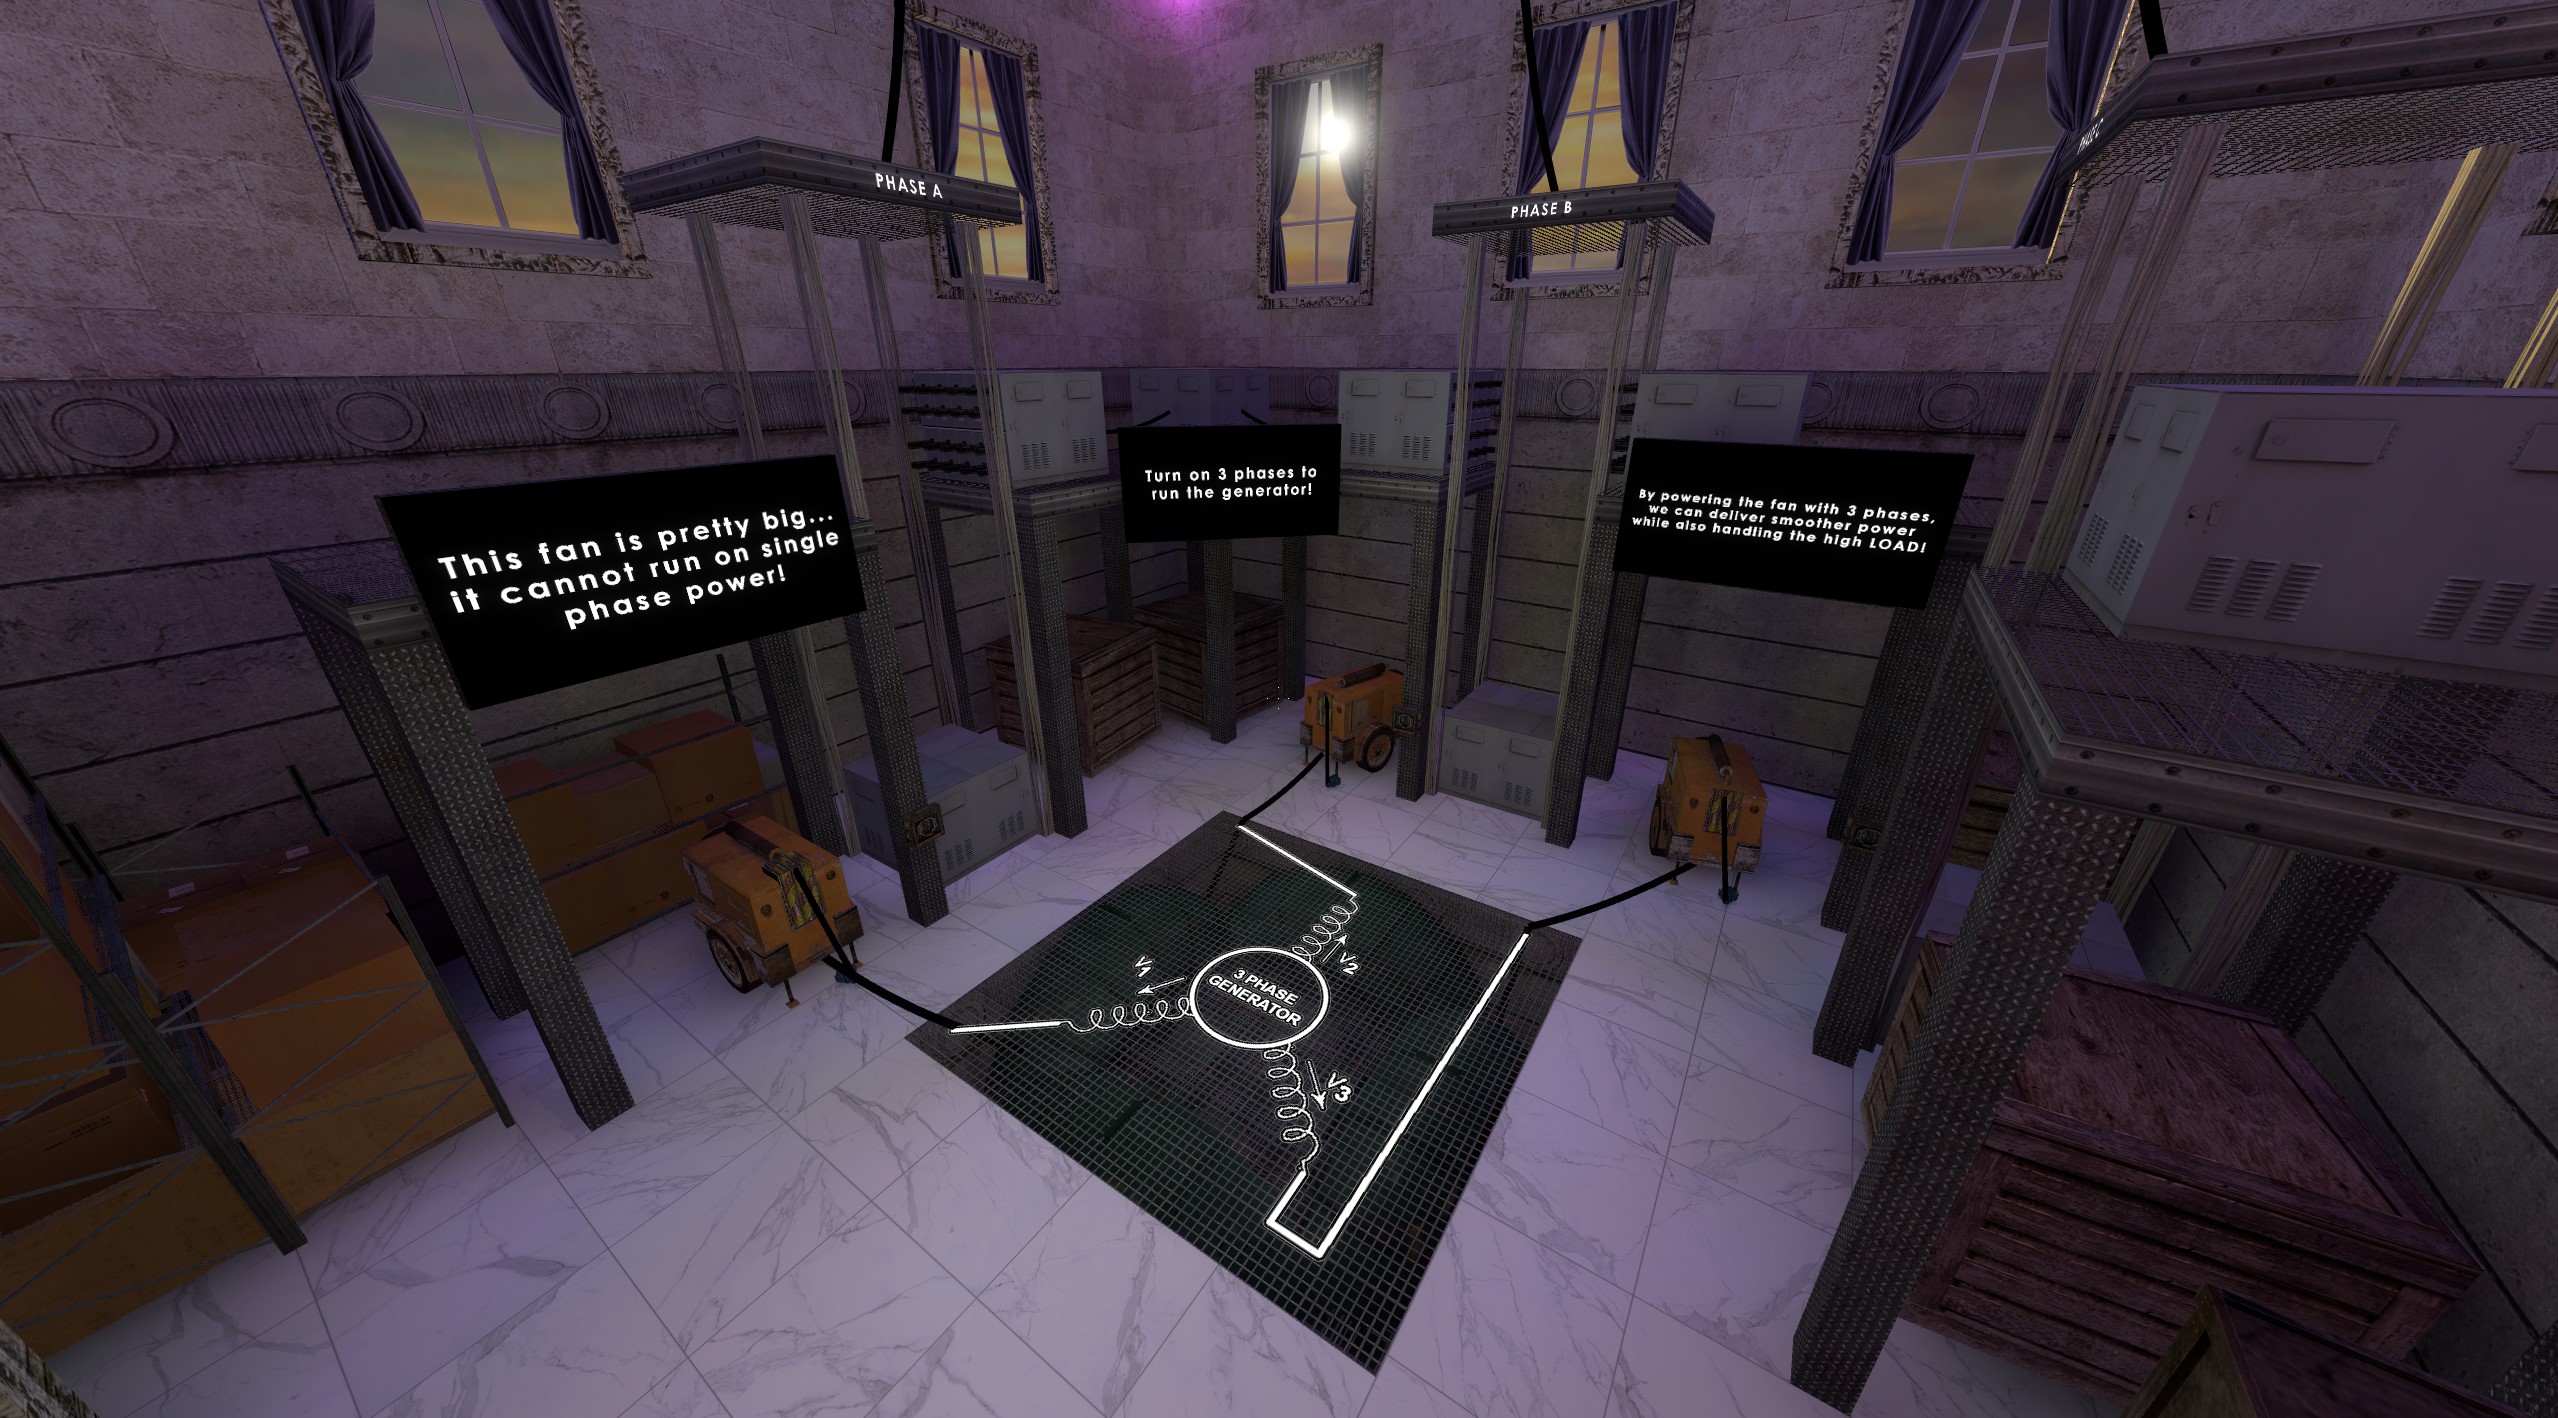 PHASE A
PHASE B
PHASE C
This fan is pretty big...
it cannot run on single
phase power!
Turn on 3 phases to
run the generator!
By powering the fan with 3 phases,
we can deliver smoother power
while also handling the high LOAD!
V1
V2
3 PHASE
GENERATOR
V3